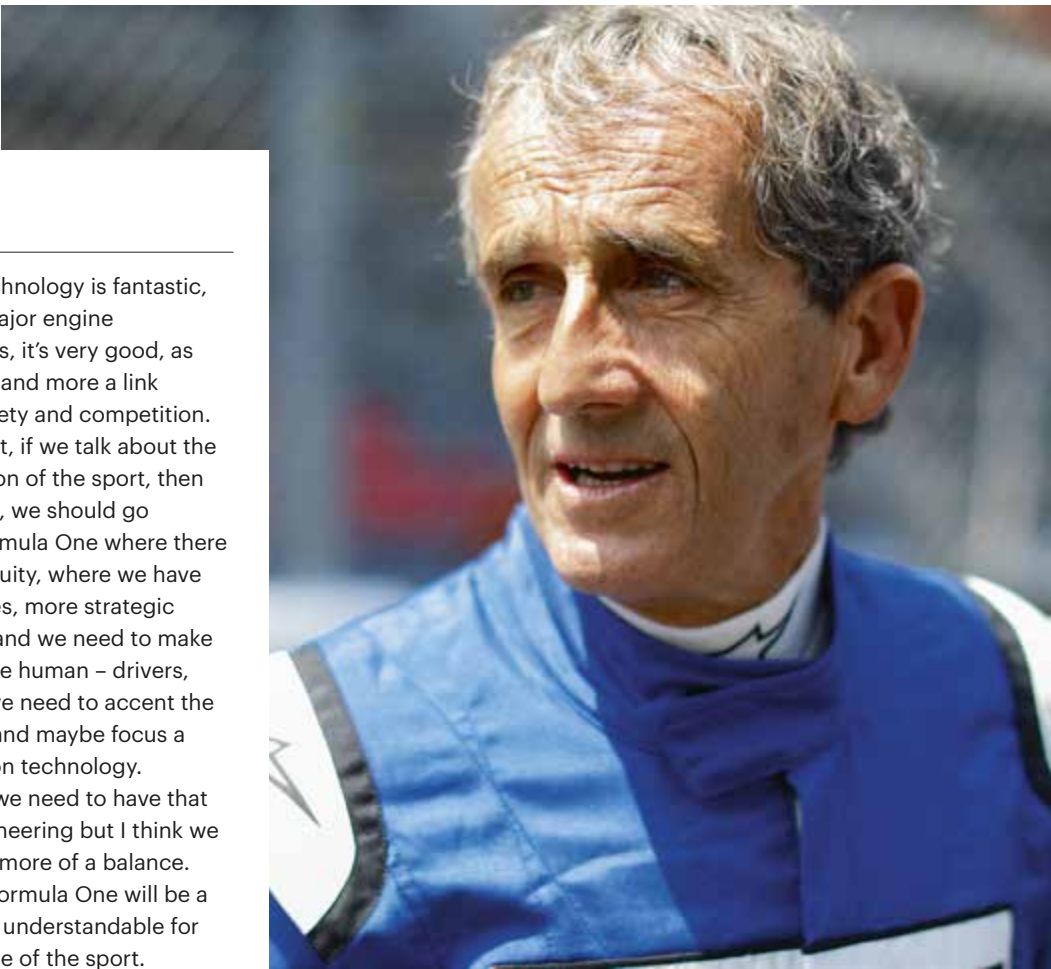 hnology is fantastic,
ajor engine
s, it’s very good, as
and more a link
ety and competition.
t, if we talk about the
on of the sport, then
, we should go
mula One where there
uity, where we have
es, more strategic
and we need to make
e human – drivers,
ve need to accent the
and maybe focus a
on technology.
we need to have that
neering but I think we
more of a balance.
ormula One will be a
understandable for
e of the sport.